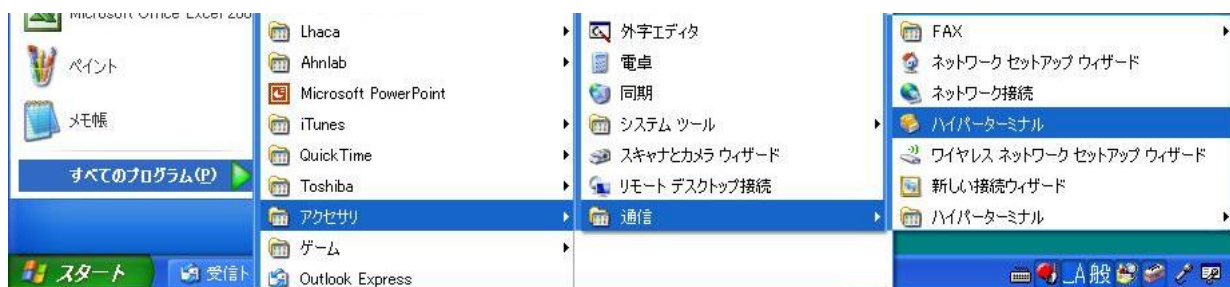 Microsoft Office Excel 200
ペイント
メモ帳
すべてのプログラム(P)
スタート
受信ト
Lhaca
Ahnlab
Microsoft PowerPoint
iTunes
QuickTime
Toshiba
アクセサリ
ゲーム
Outlook Express
外字エディタ
電卓
同期
システム ツール
スキャナとカメラ ウィザード
リモート デスクトップ接続
通信
FAX
ネットワーク セットアップ ウィザード
ネットワーク接続
ハイパーターミナル
ワイヤレス ネットワーク セットアップ ウィザード
新しい接続ウィザード
ハイパーターミナル
_A 般